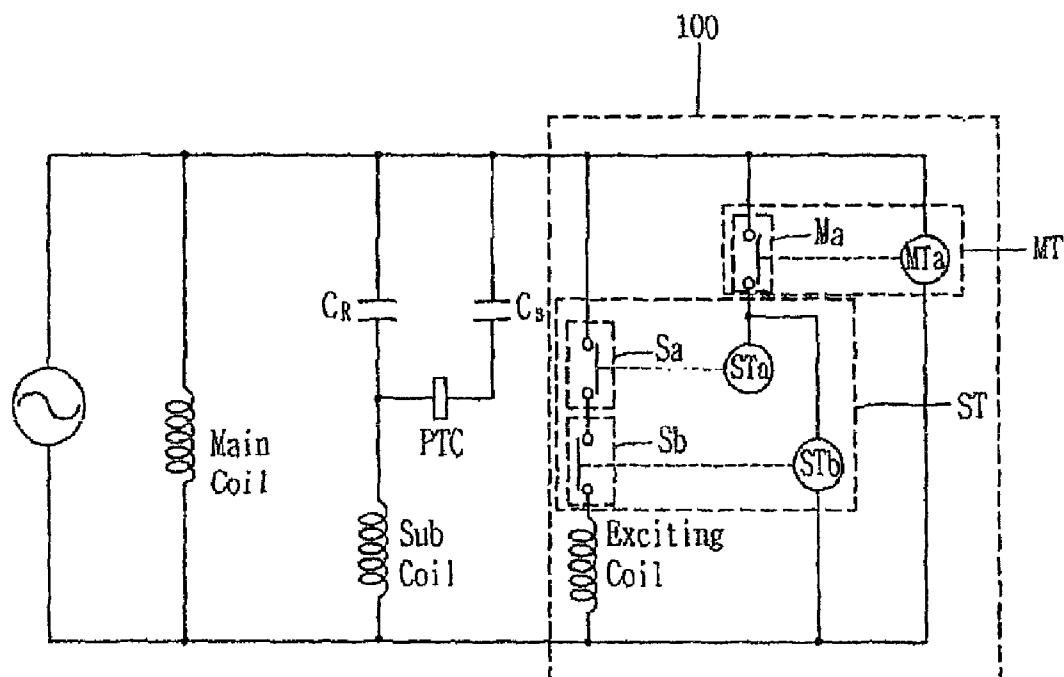 100
Ma
MTa
MT
CR
Cs
Sa
STa
ST
PTC
Sb
STb
Main
Coil
Sub
Coil
Exciting
Coil